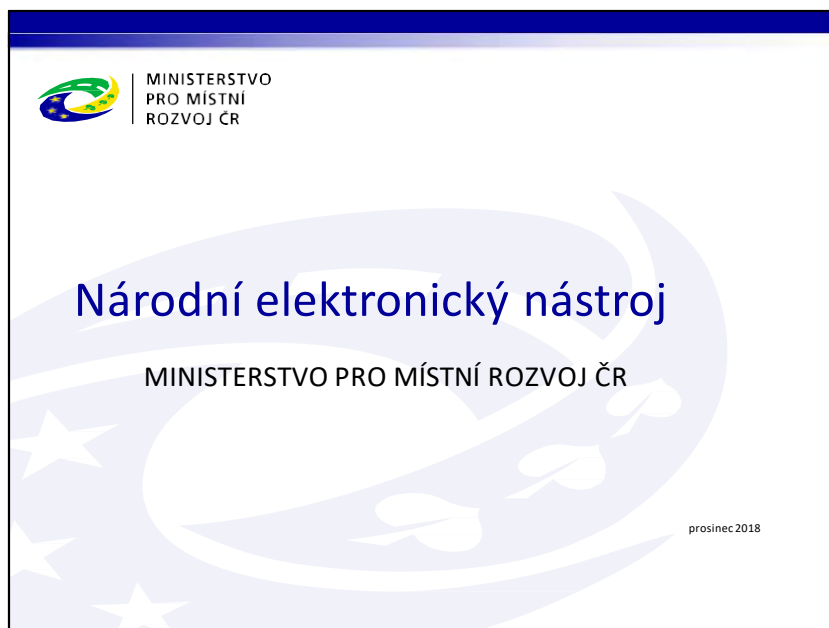 MINISTERSTVO
PRO MÍSTNÍ
ROZVOJ ČR
Národní elektronický nástroj
MINISTERSTVO PRO MÍSTNÍ ROZVOJ ČR
prosinec 2018